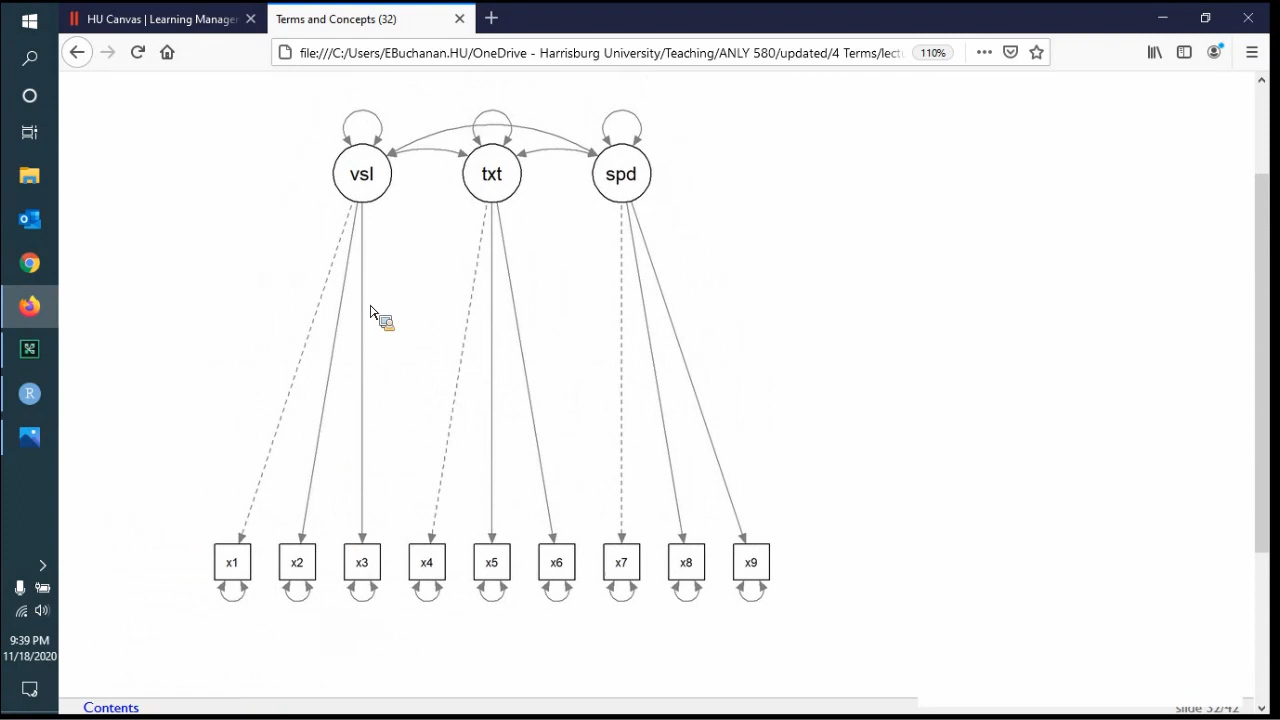 HU Canvas | Learning Manage
Terms and Concepts (32)
file:///C:/Users/EBuchanan.HU/OneDrive - Harrisburg University/Teaching/ANLY 580/updated/4 Terms/lectu
110%
vsl
txt
spd
x1
x2
x3
x4
x5
x6
x7
x8
x9
R
9:39 PM
11/18/2020
Contents
slide 32/42